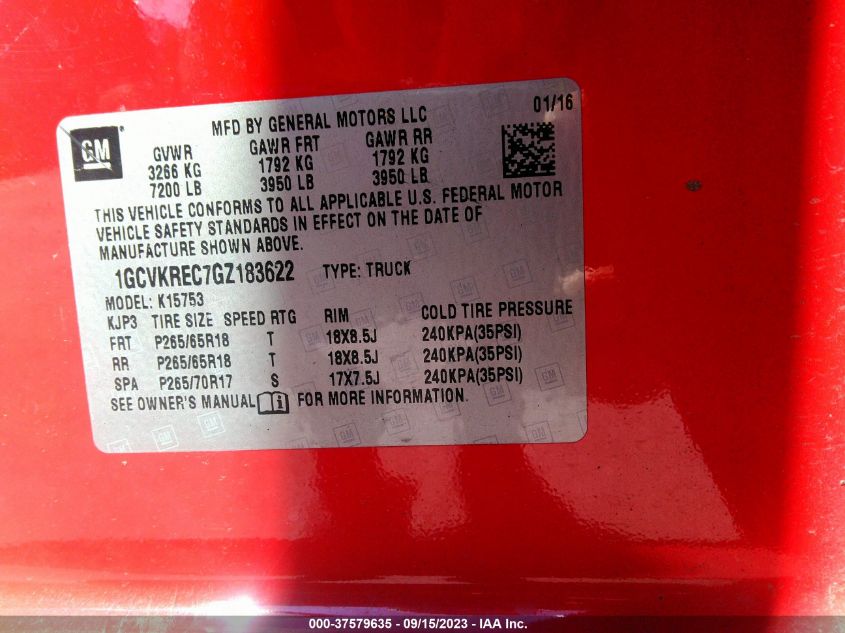 GM
MFD BY GENERAL MOTORS LLC
01/16
GVWR GAWR FRT GAWR RR
3266 KG 1792 KG 1792 KG
7200 LB 3950 LB 3950 LB
THIS VEHICLE CONFORMS TO ALL APPLICABLE U.S. FEDERAL MOTOR
VEHICLE SAFETY STANDARDS IN EFFECT ON THE DATE OF
MANUFACTURE SHOWN ABOVE.
1GCVKREC7GZ183622 TYPE: TRUCK
MODEL: K15753
KJP3 TIRE SIZE SPEED RTG RIM COLD TIRE PRESSURE
FRT P265/65R18 T 18X8.5J 240KPA(35PSI)
RR P265/65R18 T 18X8.5J 240KPA(35PSI)
SPA P265/70R17 S 17X7.5J 240KPA(35PSI)
SEE OWNER'S MANUAL i FOR MORE INFORMATION.
000-37579635 - 09/15/2023 - IAA Inc.